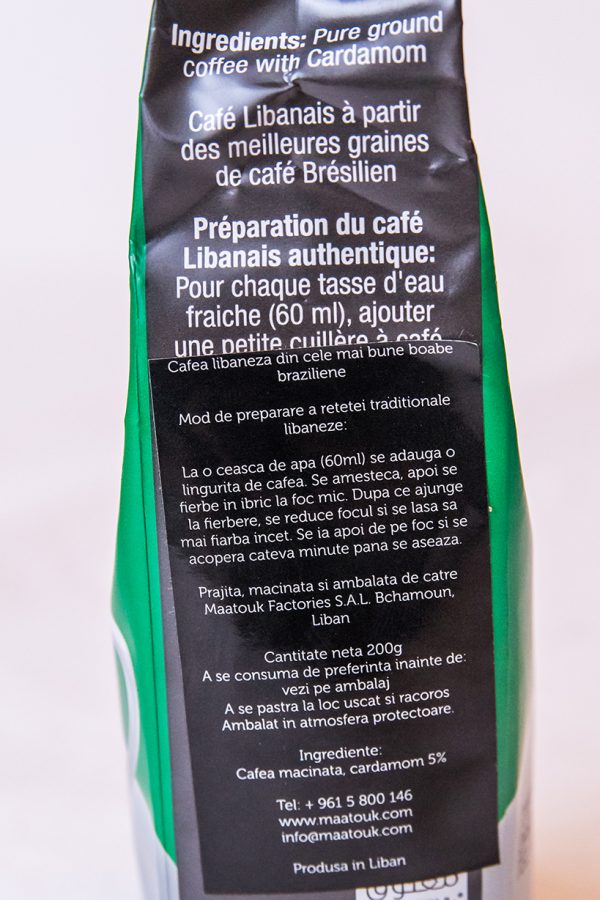 Ingredients: Pure ground
coffee with Cardamom
Café Libanais à partir
des meilleures graines
de café Brésilien
Préparation du café
Libanais authentique:
Pour chaque tasse d'eau
fraiche (60 ml), ajouter
une petite cuillère à café
Cafea libaneza din cele mai bune boabe
braziliene
Mod de preparare a retetei traditionale
libaneze:
La o ceasca de apa (60ml) se adauga o
lingurita de cafea. Se amesteca, apoi se
fierbe in ibric la foc mic. Dupa ce ajunge
la fierbere, se reduce focul si se lasa sa
mai fiarba incet. Se ia apoi de pe foc si se
acopera cateva minute pana se aseaza.
Prajita, macinata si ambalata de catre
Maatouk Factories S.A.L. Bchamoun,
Liban
Cantitate neta 200g
A se consuma de preferinta inainte de:
vezi pe ambalaj
A se pastra la loc uscat si racoros
Ambalat in atmosfera protectoare.
Ingrediente:
Cafea macinata, cardamom 5%
Tel: + 961 5 800 146
www.maatouk.com
info@maatouk.com
Produsa in Liban